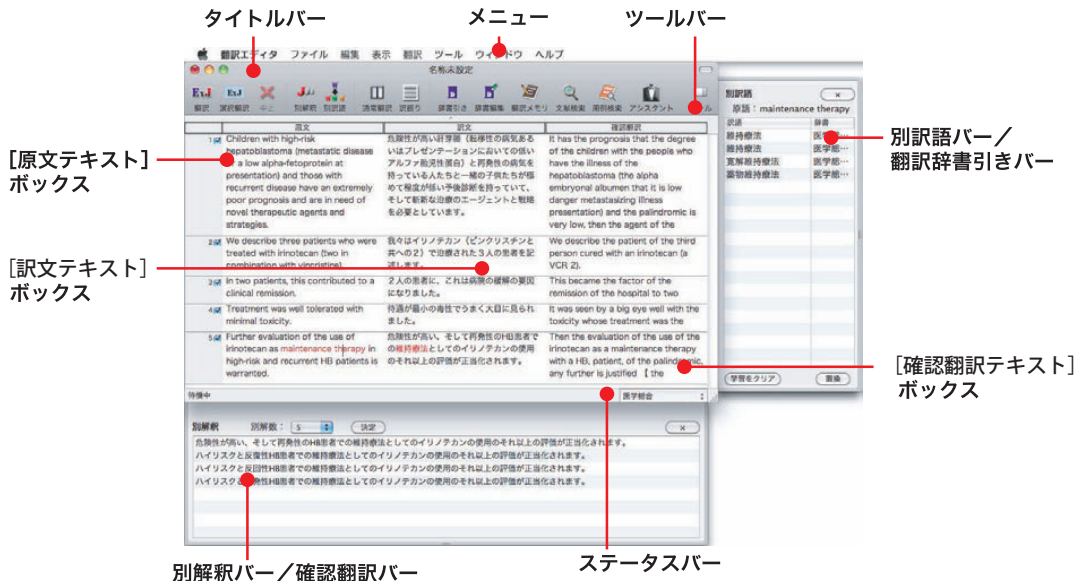 タイトルバー
メニュー
ツールバー
翻訳エディタ ファイル 編集 表示 翻訳 ツール ウインドウ ヘルプ
名称未設定
翻訳 選択翻訳 中止 別解釈 別訳語 通常翻訳 訳振り 辞書引き 辞書編集 翻訳メモリ 文献検索 用例検索 アシスタント
原文 訳文 確認翻訳
[原文テキスト]
ボックス
1 Children with high-risk
hepatoblastoma (metastatic disease
a low alpha-fetoprotein at
presentation) and those with
recurrent disease have an extremely
poor prognosis and are in need of
novel therapeutic agents and
strategies.
危険性が高い肝芽腫（転移性の病気ある
いはプレゼンテーションにおいての低い
アルファ胎児性蛋白）と再発性の病気を
持っている人たちと一緒の子供たちが極
めて程度が低い予後診断を持っていて、
そして斬新な治療のエージェントと戦略
を必要としています。
It has the prognosis that the degree
of the children with the people who
have the illness of the
hepatoblastoma (the alpha
embryonal albumen that it is low
danger metastasizing illness
presentation) and the palindromic is
very low, then the agent of the
[訳文テキスト]
ボックス
2 We describe three patients who were
treated with irinotecan (two in
combination with vincristine).
我々はイリノテカン（ビンクリスチンと
共への2）で治療された3人の患者を記
述します。
We describe the patient of the third
person cured with an irinotecan (a
VCR 2).
3 In two patients, this contributed to a
clinical remission.
２人の患者に、これは病院の緩解の要因
になりました。
This became the factor of the
remission of the hospital to two
4 Treatment was well tolerated with
minimal toxicity.
待遇が最小の毒性でうまく大目に見られ
ました。
It was seen by a big eye well with the
toxicity whose treatment was the
5 Further evaluation of the use of
irinotecan as maintenance therapy in
high-risk and recurrent HB patients is
warranted.
危険性が高い、そして再発性のHB患者で
の維持療法としてのイリノテカンの使用
のそれ以上の評価が正当化されます。
Then the evaluation of the use of the
irinotecan as a maintenance therapy
with a HB, patient, of the palindromic,
any further is justified 【 the
待機中
医学総合
別訳語
原語：maintenance therapy
訳語 辞書
維持療法 医学総…
維持療法 医学総…
寛解維持療法 医学総…
薬物維持療法 医学総…
学習をクリア 置換
別訳語バー／
翻訳辞書引きバー
[確認翻訳テキスト]
ボックス
別解釈 別解数： 5 決定
危険性が高い、そして再発性のHB患者での維持療法としてのイリノテカンの使用のそれ以上の評価が正当化されます。
ハイリスクと反復性HB患者での維持療法としてのイリノテカンの使用のそれ以上の評価が正当化されます。
ハイリスクと反回性HB患者での維持療法としてのイリノテカンの使用のそれ以上の評価が正当化されます。
ハイリスクと 発性HB患者での維持療法としてのイリノテカンの使用のそれ以上の評価が正当化されます。
別解釈バー／確認翻訳バー
ステータスバー